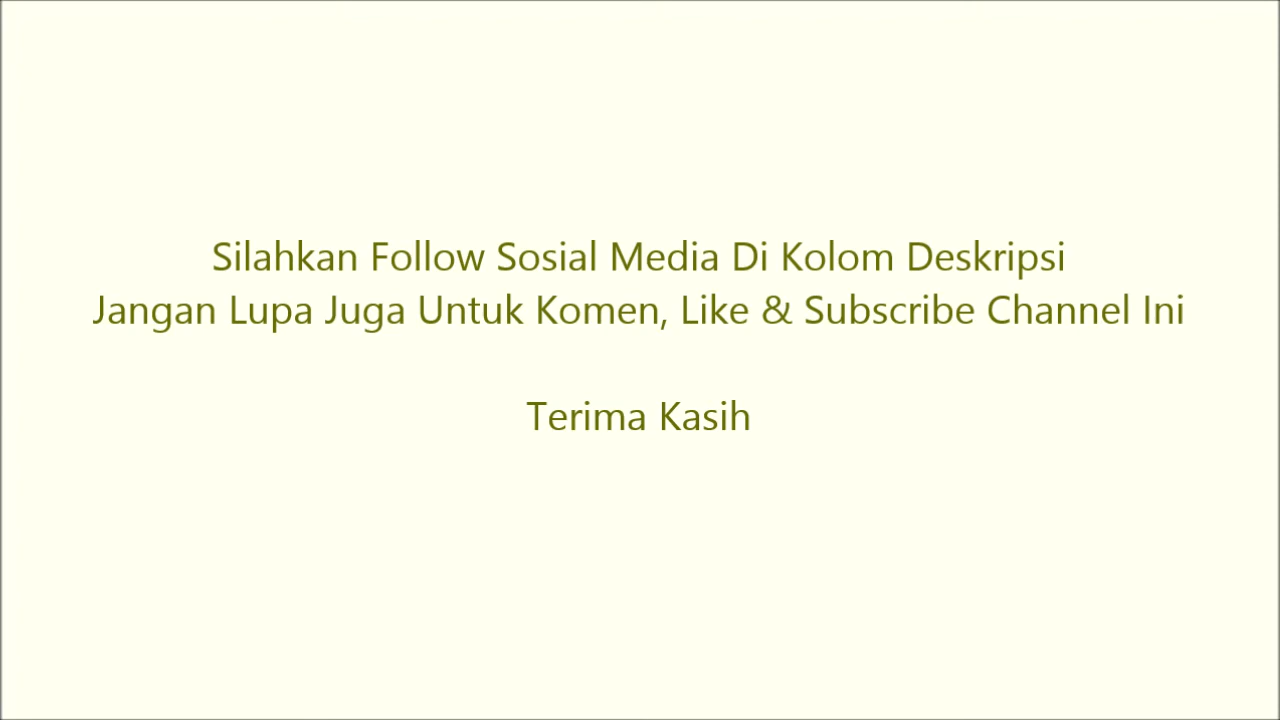 Silahkan Follow Sosial Media Di Kolom Deskripsi
Jangan Lupa Juga Untuk Komen, Like & Subscribe Channel Ini
Terima Kasih